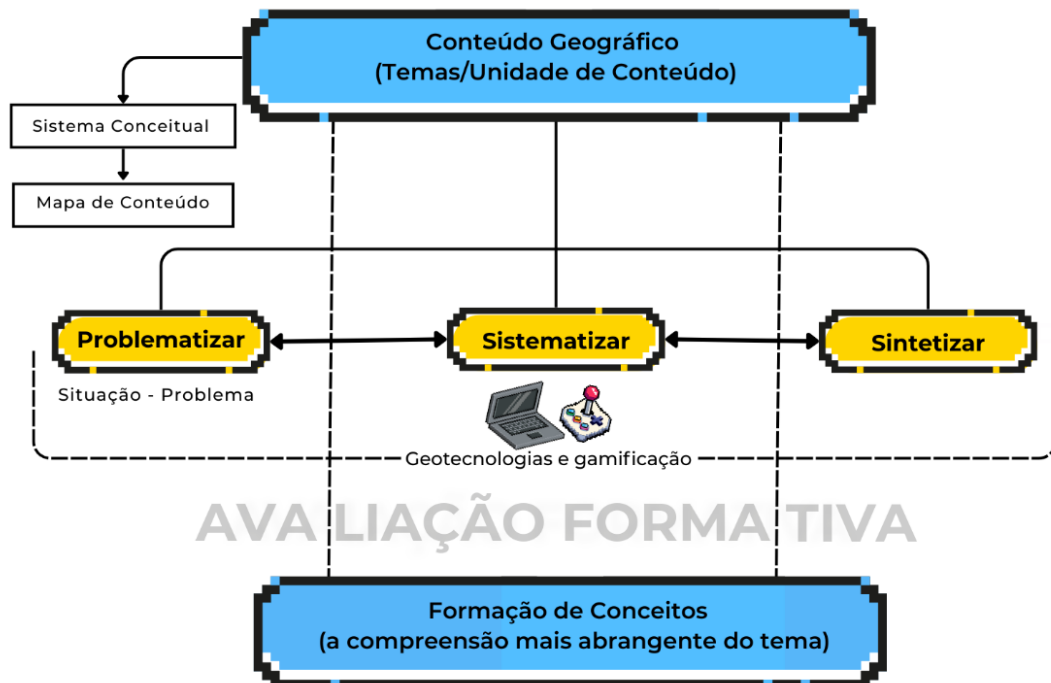 Conteúdo Geográfico
(Temas/Unidade de Conteúdo)
Sistema Conceitual
Mapa de Conteúdo
Problematizar
Sistematizar
Sintetizar
Situação - Problema
Geotecnologias e gamificação
AVALIAÇÃO FORMATIVA
Formação de Conceitos
(a compreensão mais abrangente do tema)